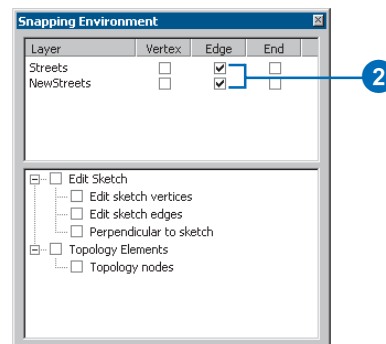 Snapping Environment
Layer Vertex Edge End
Streets
NewStreets
2
Edit Sketch
Edit sketch vertices
Edit sketch edges
Perpendicular to sketch
Topology Elements
Topology nodes